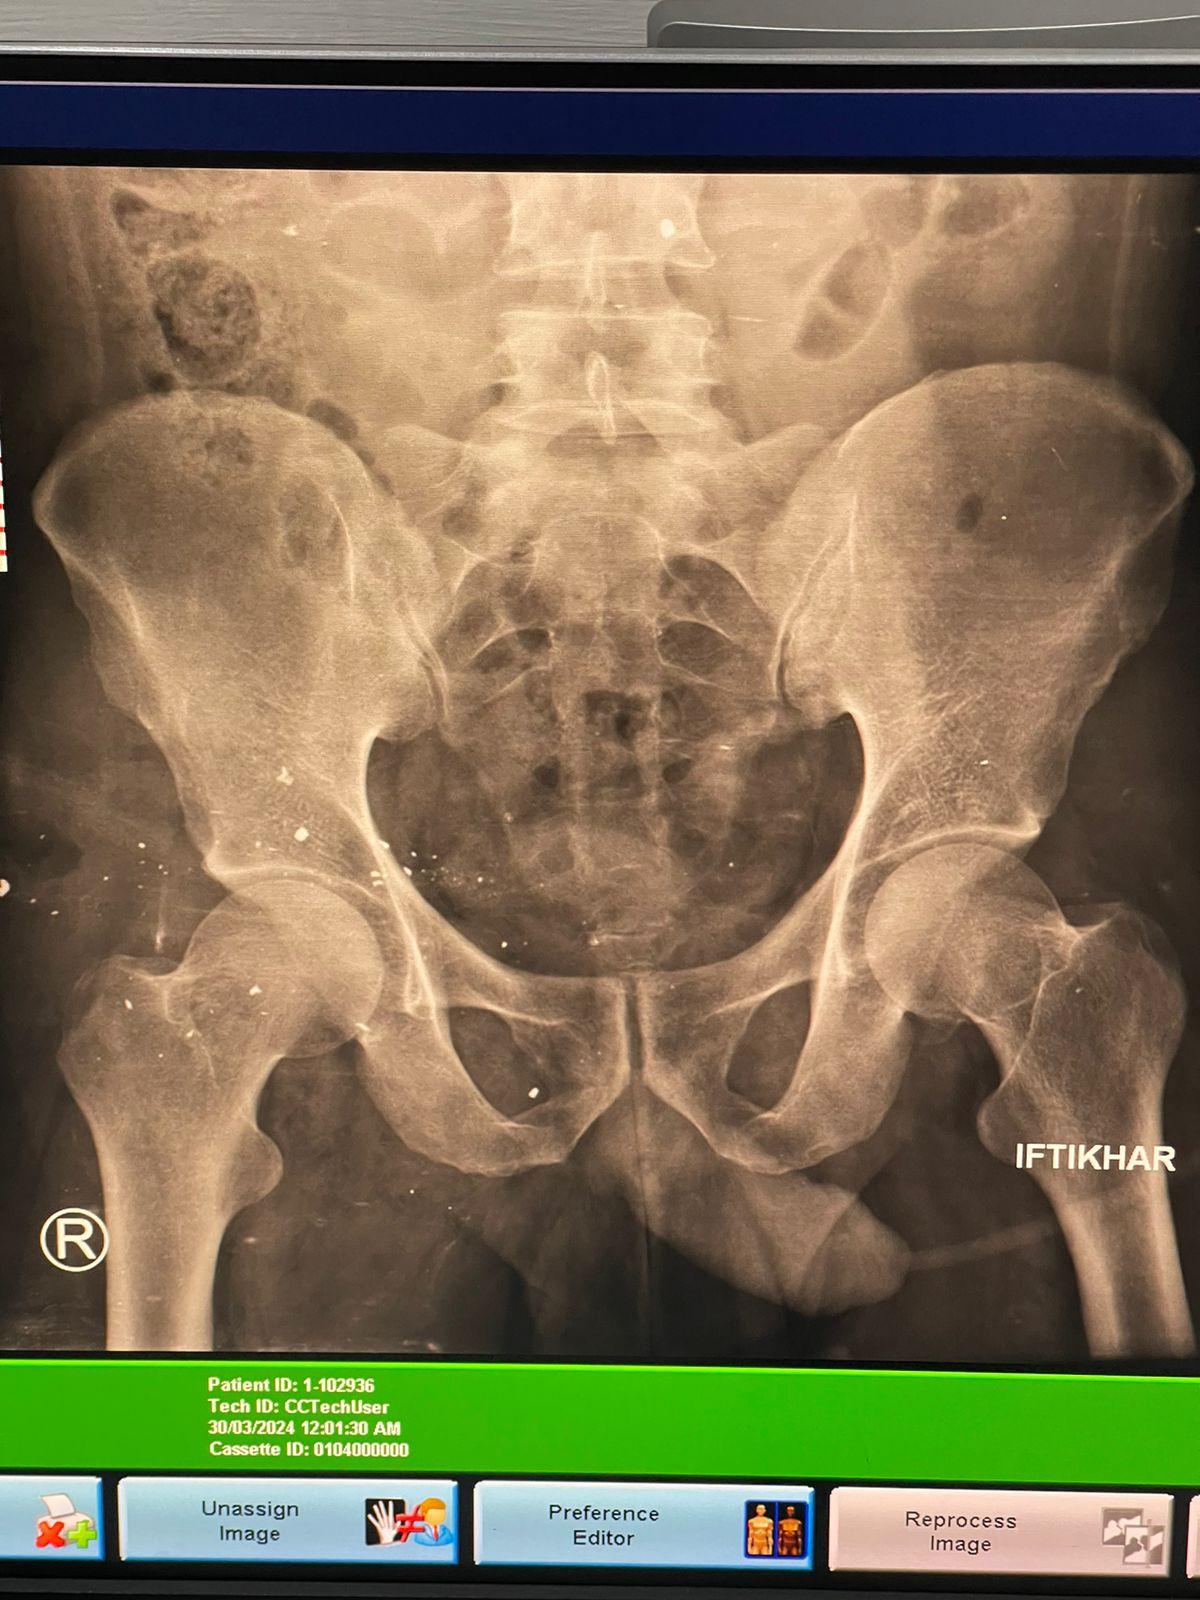 IFTIKHAR
R
Patient ID: 1-102936
Tech ID: CCTechUser
30/03/2024 12:01:30 AM
Cassette ID: 0104000000
Unassign
Image
Preference
Editor
Reprocess
Image